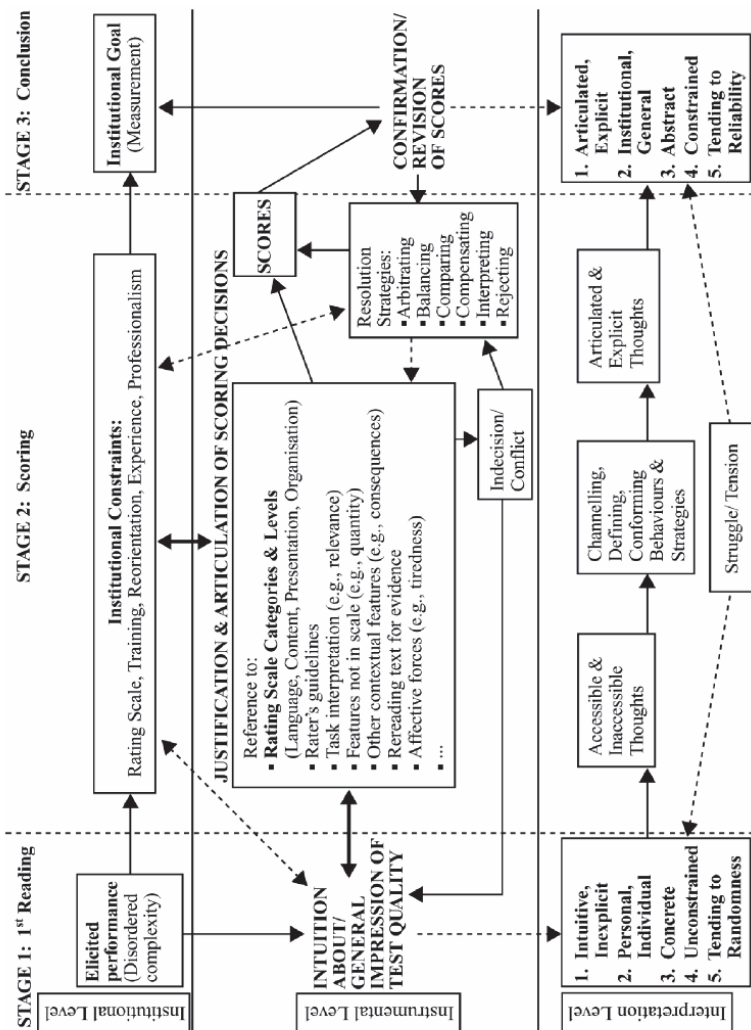 STAGE 1: 1st Reading
STAGE 2: Scoring
STAGE 3: Conclusion
Institutional Level
Elicited
performance
(Disordered
complexity)
Institutional Constraints:
Rating Scale, Training, Reorientation, Experience, Professionalism
Institutional Goal
(Measurement)
Instrumental Level
INTUITION
ABOUT/
GENERAL
IMPRESSION OF
TEST QUALITY
JUSTIFICATION & ARTICULATION OF SCORING DECISIONS
Reference to:
▪ Rating Scale Categories & Levels
(Language, Content, Presentation, Organisation)
▪ Rater's guidelines
▪ Task interpretation (e.g., relevance)
▪ Features not in scale (e.g., quantity)
▪ Other contextual features (e.g., consequences)
▪ Rereading text for evidence
▪ Affective forces (e.g., tiredness)
▪ ...
Indecision/
Conflict
SCORES
Resolution
Strategies:
▪ Arbitrating
▪ Balancing
▪ Comparing
▪ Compensating
▪ Interpreting
▪ Rejecting
CONFIRMATION/
REVISION
OF SCORES
Interpretation Level
1. Intuitive,
Inexplicit
2. Personal,
Individual
3. Concrete
4. Unconstrained
5. Tending to
Randomness
Accessible &
Inaccessible
Thoughts
Channelling,
Defining,
Conforming
Behaviours &
Strategies
Articulated &
Explicit
Thoughts
1. Articulated,
Explicit
2. Institutional,
General
3. Abstract
4. Constrained
5. Tending to
Reliability
Struggle/ Tension